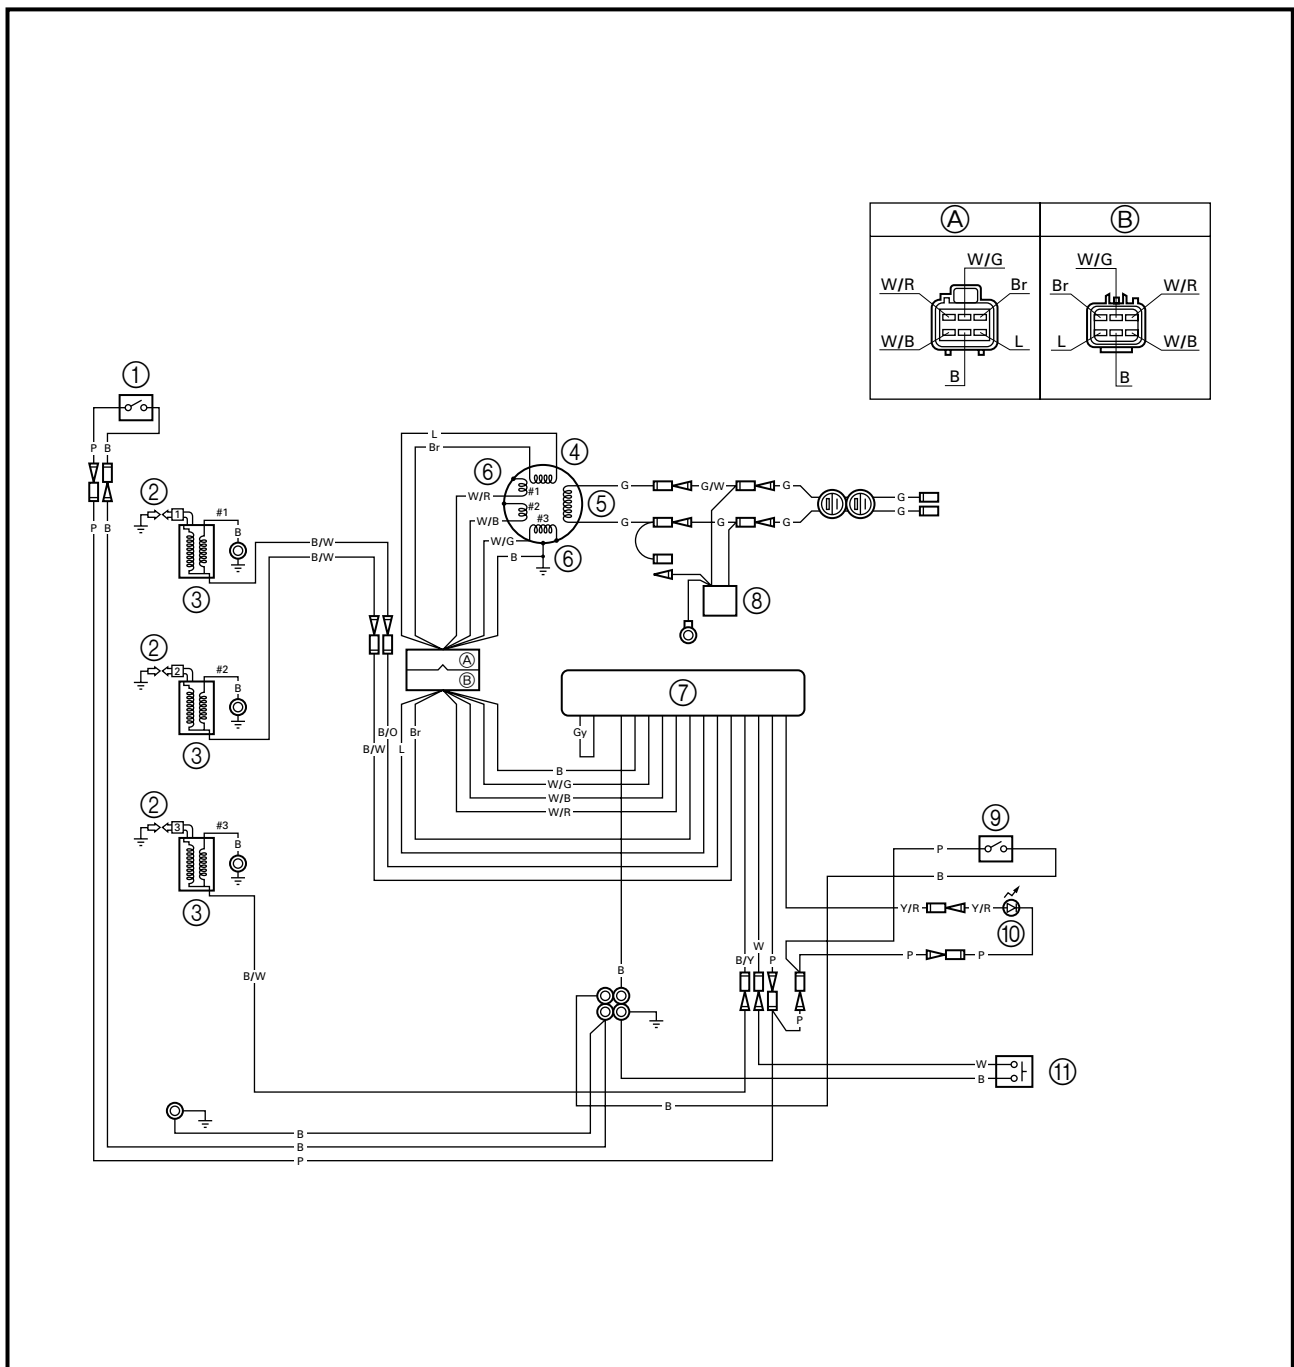 Ⓐ Ⓑ
W/G W/G
W/R Br Br W/R
W/B L L W/B
B B
①
L
Br
④
P B
⑥
② W/R #1 ⑤ G G/W G G
1 #1
#2
B W/B #3 G G G G
B/W
B/W W/G
B ⑥
③ ⑧
② Ⓐ
2 #2 Ⓑ
B ⑦
B/O Br Gy
B/W L
③
B
W/G
②
W/B
3 #3 W/R
⑨
B P
B
③
Y/R Y/R
⑩
W
B/Y P P P
B/W B
P
W
⑪
B
B
B
B
P
P B